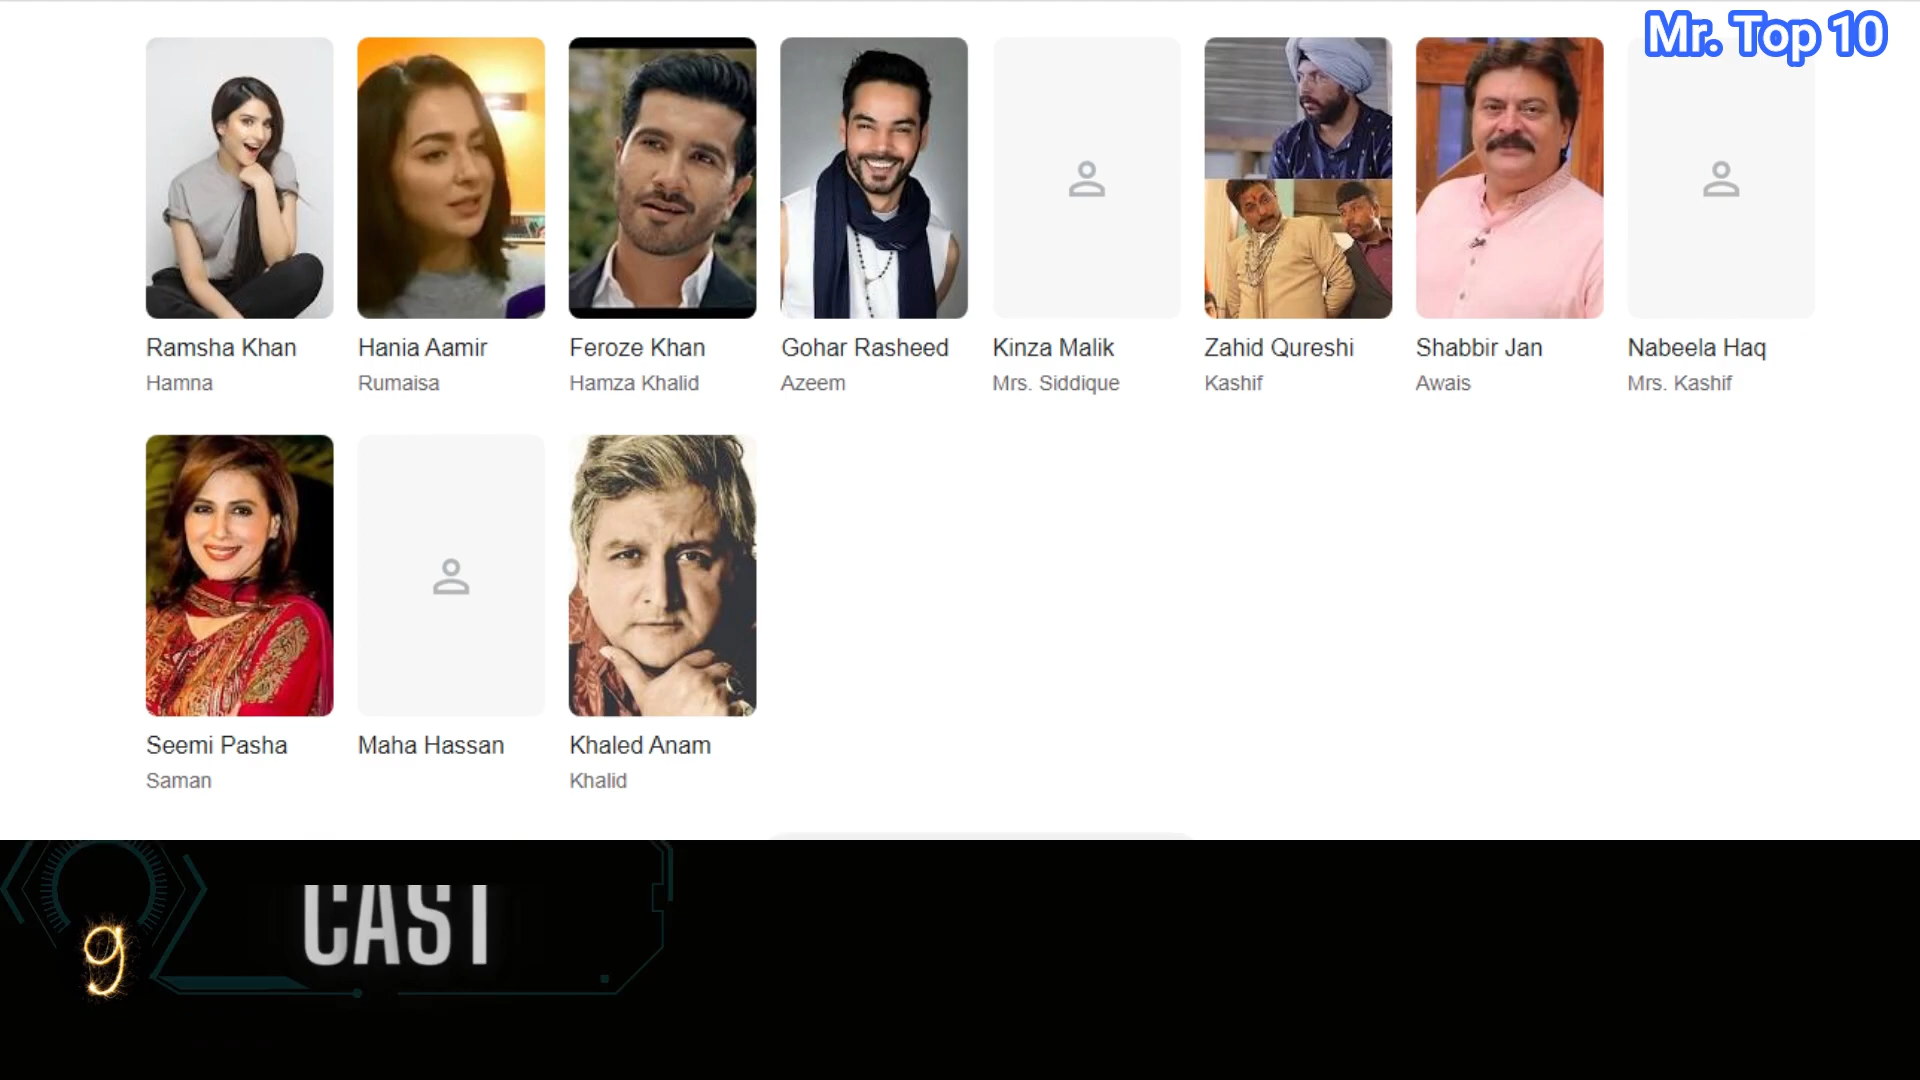 Mr. Top 10
Ramsha Khan
Hamna
Hania Aamir
Rumaisa
Feroze Khan
Hamza Khalid
Gohar Rasheed
Azeem
Kinza Malik
Mrs. Siddique
Zahid Qureshi
Kashif
Shabbir Jan
Awais
Nabeela Haq
Mrs. Kashif
Seemi Pasha
Saman
Maha Hassan
Khaled Anam
Khalid
9
CAST